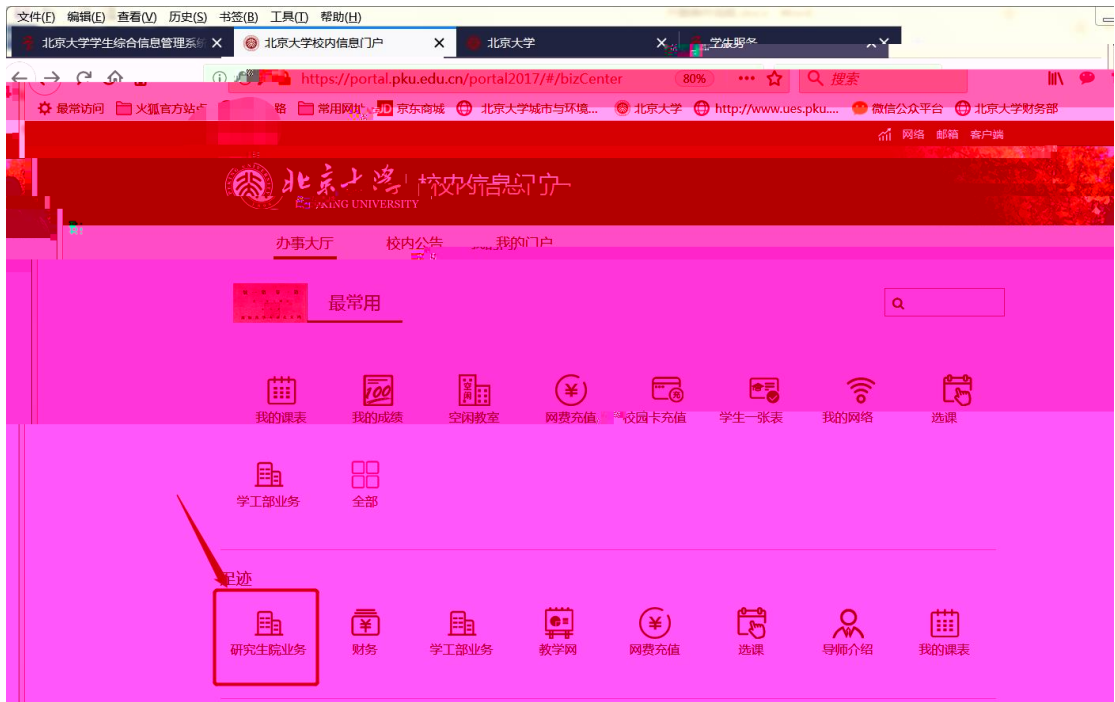 文件(F) 编辑(E) 查看(V) 历史(S) 书签(B) 工具(T) 帮助(H)
北京大学学生综合信息管理系统 北京大学校内信息门户 北京大学 学生服务
https://portal.pku.edu.cn/portal2017/#/bizCenter 80% 搜索
最常访问 火狐官方站点 常用网址 京东商城 北京大学城市与环境... 北京大学 http://www.ues.pku.... 微信公众平台 北京大学财务部
网络 邮箱 客户端
北京大学 校内信息门户
PEKING UNIVERSITY
办事大厅 校内公告 我的门户
最常用
我的课表 我的成绩 空闲教室 网费充值 校园卡充值 学生一张表 我的网络 选课
学工部业务 全部
足迹
研究生院业务 财务 学工部业务 教学网 网费充值 选课 导师介绍 我的课表